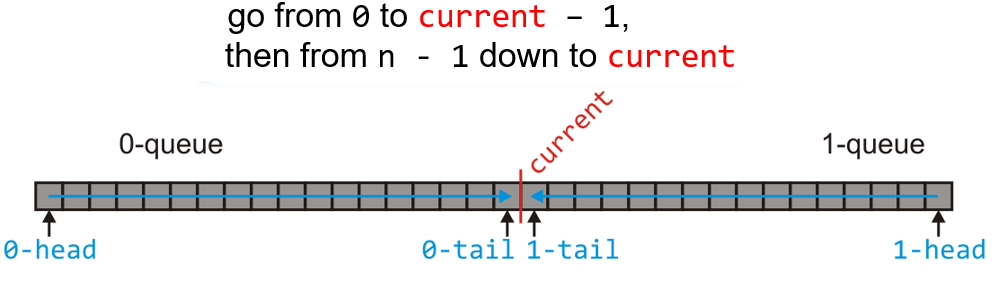 go from 0 to current – 1,
then from n - 1 down to current
current
0-queue
1-queue
0-head
0-tail
1-tail
1-head